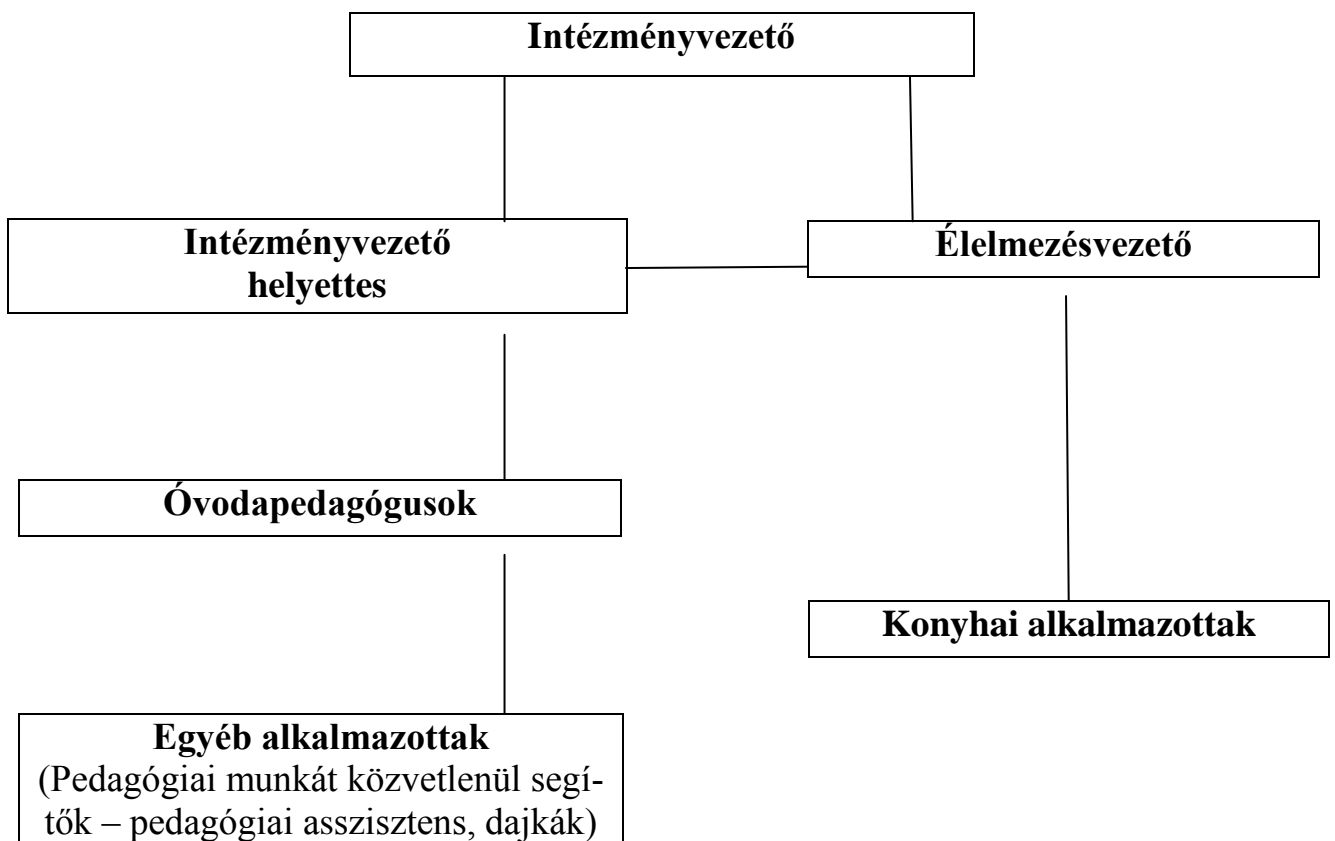 Intézményvezető
Intézményvezető
helyettes
Élelmezésvezető
Óvodapedagógusok
Konyhai alkalmazottak
Egyéb alkalmazottak
(Pedagógiai munkát közvetlenül segí-
tők – pedagógiai asszisztens, dajkák)